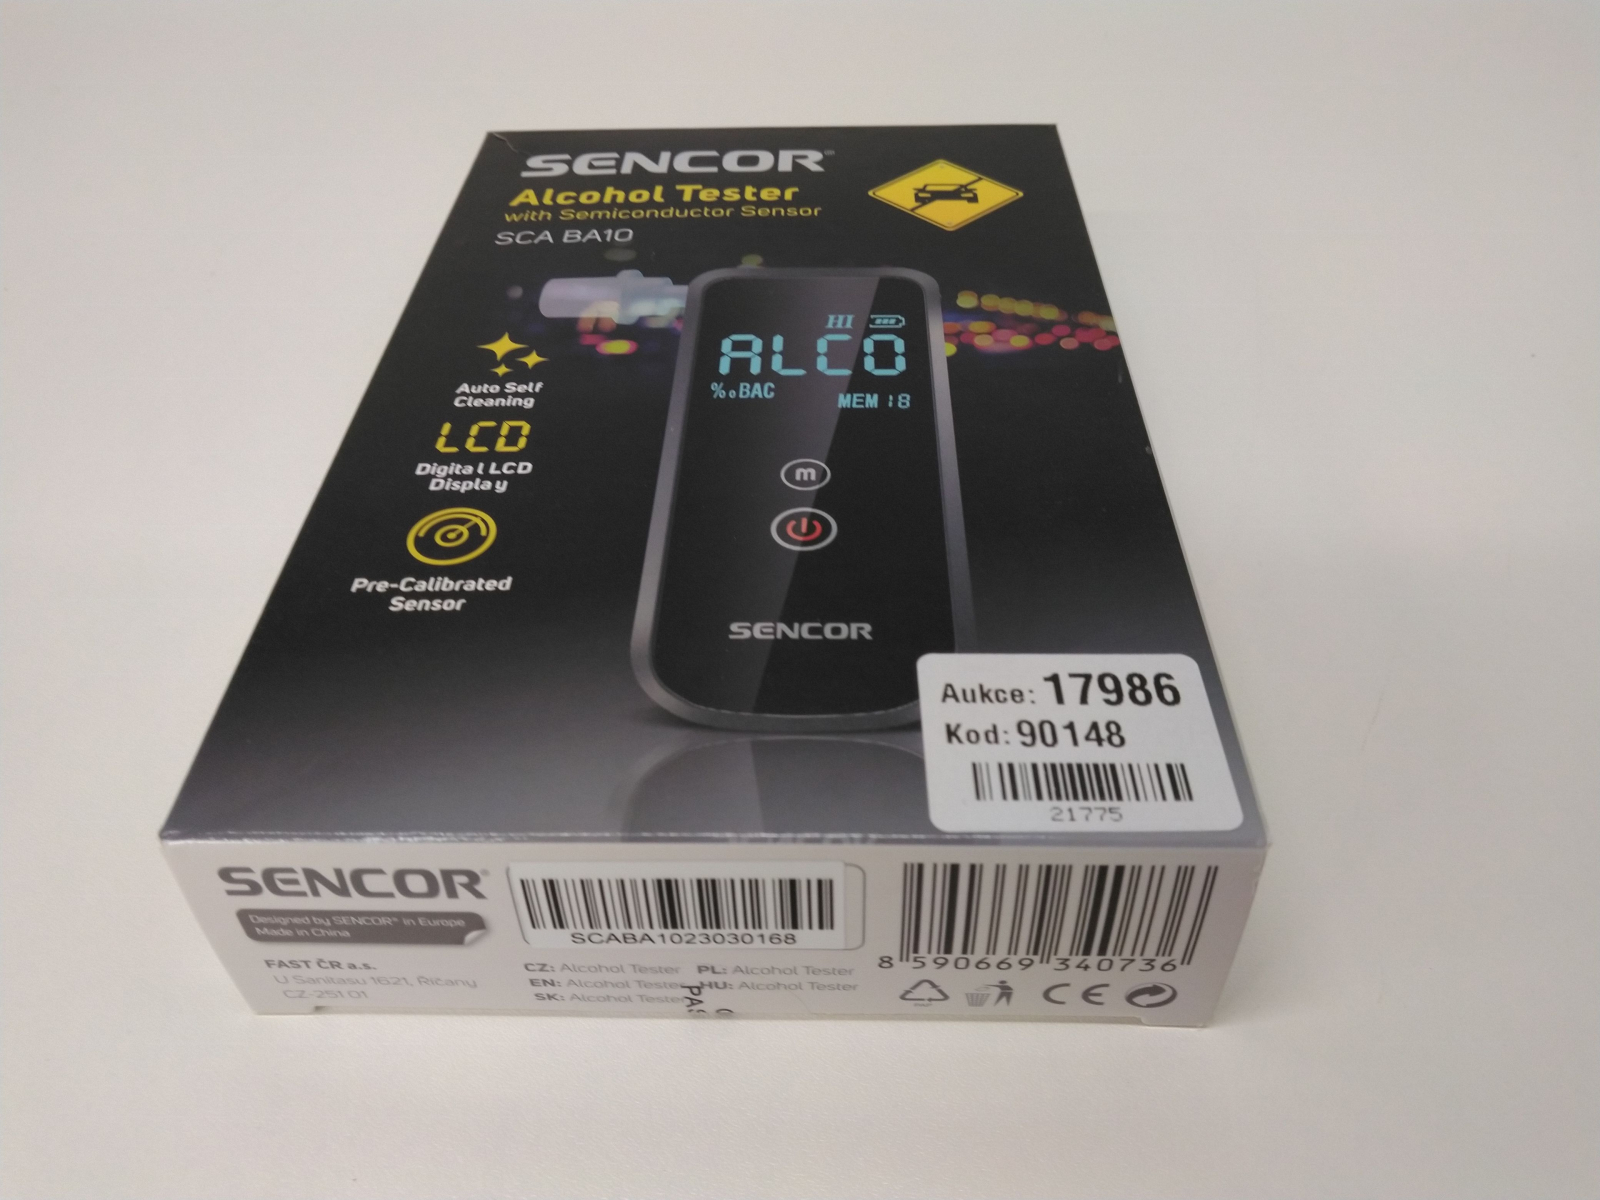 SENCOR
Alcohol Tester
with Semiconductor Sensor
SCA BA10
HI
ALCO
‰BAC
MEM 18
m
SENCOR
Auto Self
Cleaning
LCD
Digital LCD
Display
Pre-Calibrated
Sensor
Aukce: 17986
Kod: 90148
21775
SENCOR®
Designed by SENCOR® in Europe
Made in China
FAST ČR a.s.
U Sanitasu 1621, Říčany
CZ-251 01
SCABA1023030168
CZ: Alcohol Tester
EN: Alcohol Tester
SK: Alcohol Tester
PL: Alcohol Tester
HU: Alcohol Tester
8 590669 340736
CE